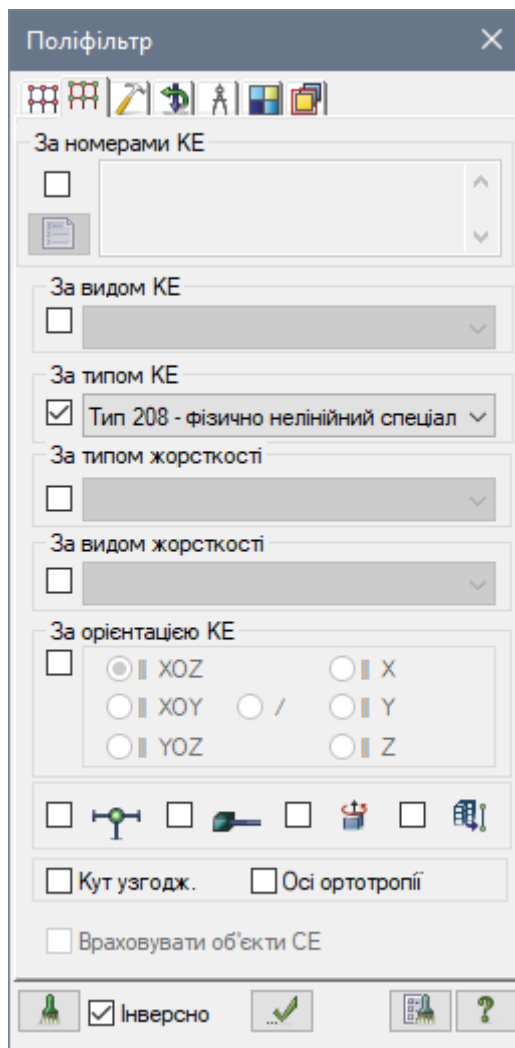 Поліфільтр
За номерами КЕ
За видом КЕ
За типом КЕ
Тип 208 - фізично нелінійний спеціал
За типом жорсткості
За видом жорсткості
За орієнтацією КЕ
XOZ X
XOY / Y
YOZ Z
Кут узгодж. Осі ортотропії
Враховувати об'єкти СЕ
Інверсно